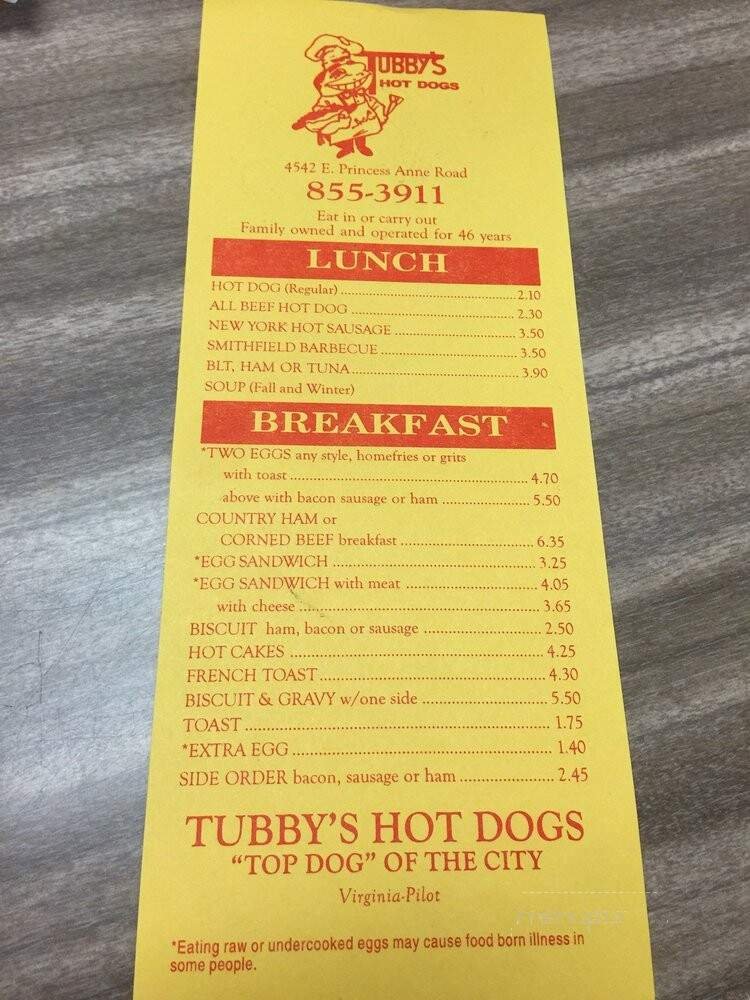 TUBBY'S
HOT DOGS
4542 E. Princess Anne Road
855-3911
Eat in or carry out
Family owned and operated for 46 years
LUNCH
HOT DOG (Regular) 2.10
ALL BEEF HOT DOG 2.30
NEW YORK HOT SAUSAGE 3.50
SMITHFIELD BARBECUE 3.50
BLT, HAM OR TUNA 3.90
SOUP (Fall and Winter)
BREAKFAST
*TWO EGGS any style, homefries or grits
with toast 4.70
above with bacon sausage or ham 5.50
COUNTRY HAM or
CORNED BEEF breakfast 6.35
*EGG SANDWICH 3.25
*EGG SANDWICH with meat 4.05
with cheese 3.65
BISCUIT ham, bacon or sausage 2.50
HOT CAKES 4.25
FRENCH TOAST 4.30
BISCUIT & GRAVY w/one side 5.50
TOAST 1.75
*EXTRA EGG 1.40
SIDE ORDER bacon, sausage or ham 2.45
TUBBY'S HOT DOGS
"TOP DOG" OF THE CITY
Virginia-Pilot
*Eating raw or undercooked eggs may cause food born illness in
some people.